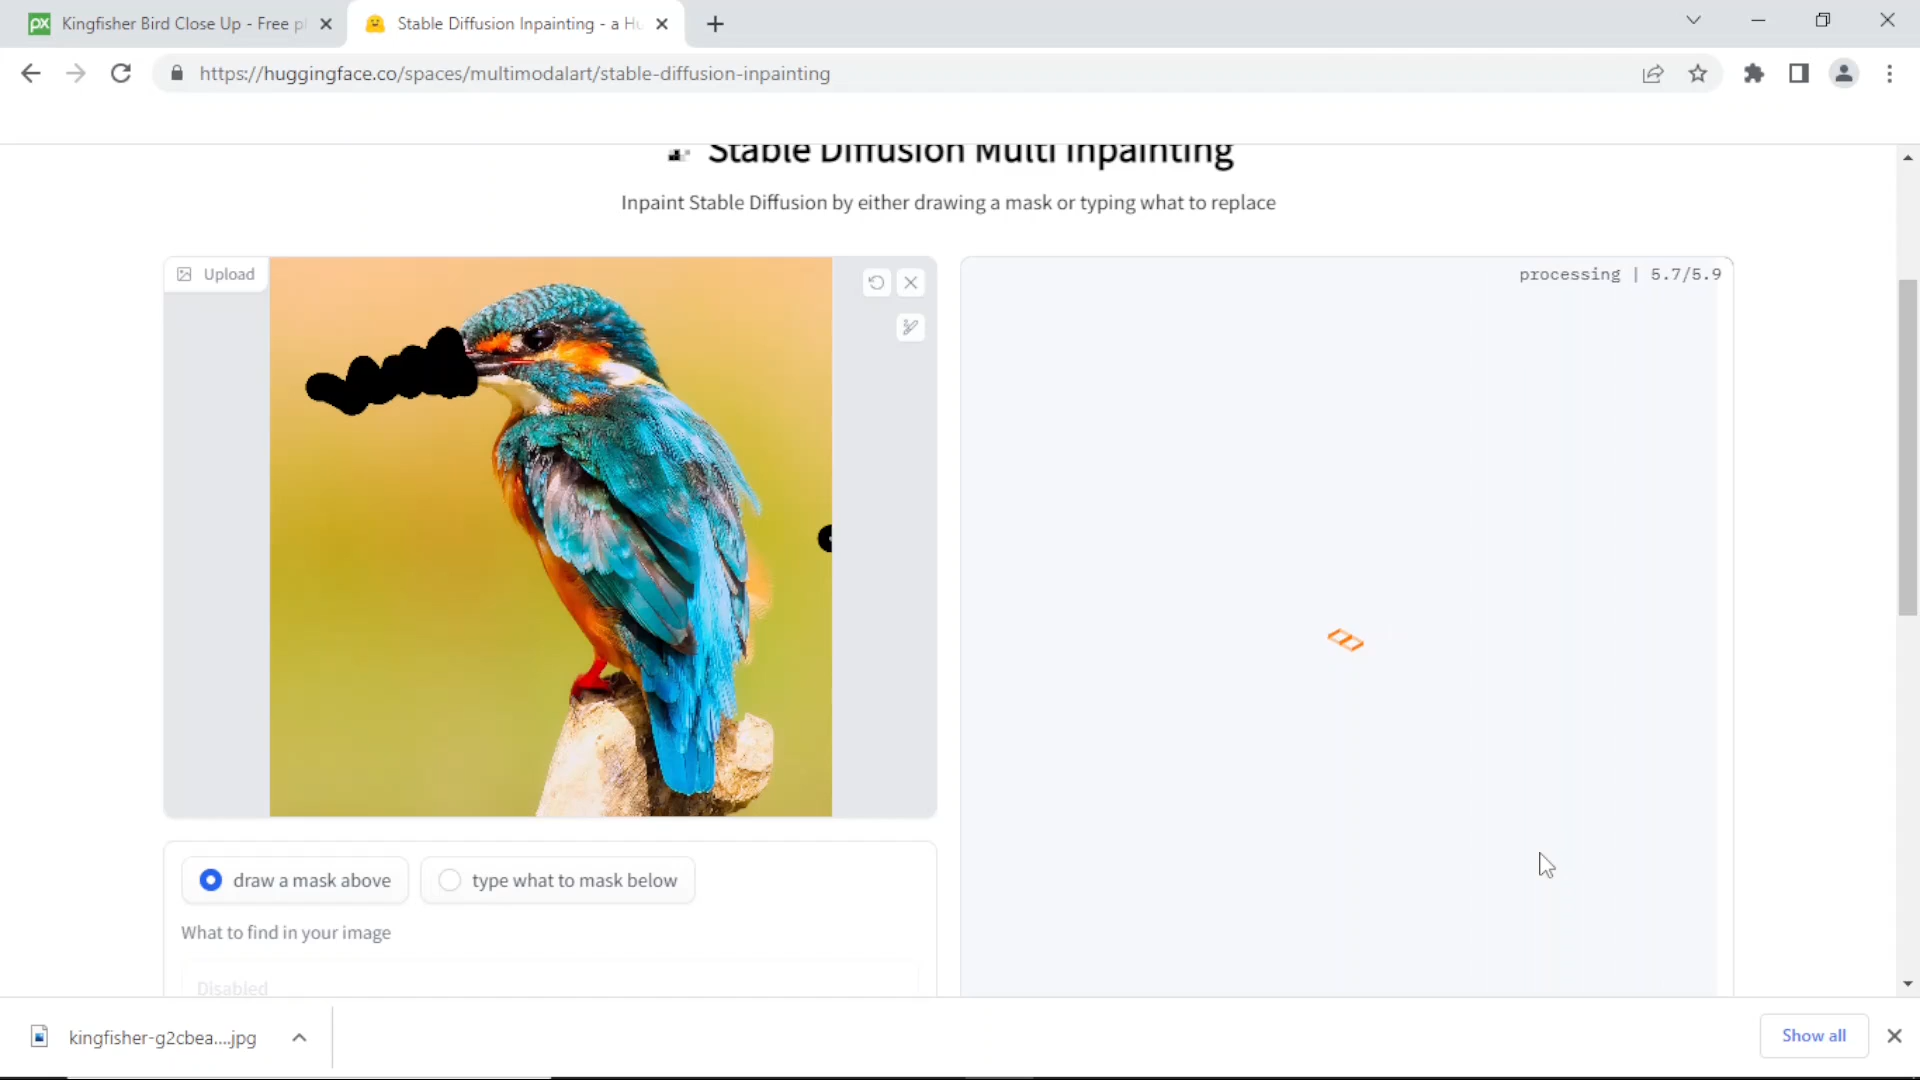 px Kingfisher Bird Close Up - Free p
Stable Diffusion Inpainting - a Hu
https://huggingface.co/spaces/multimodalart/stable-diffusion-inpainting
Stable Diffusion Multi Inpainting
Inpaint Stable Diffusion by either drawing a mask or typing what to replace
Upload
processing | 5.7/5.9
draw a mask above
type what to mask below
What to find in your image
Disabled
kingfisher-g2cbea....jpg
Show all